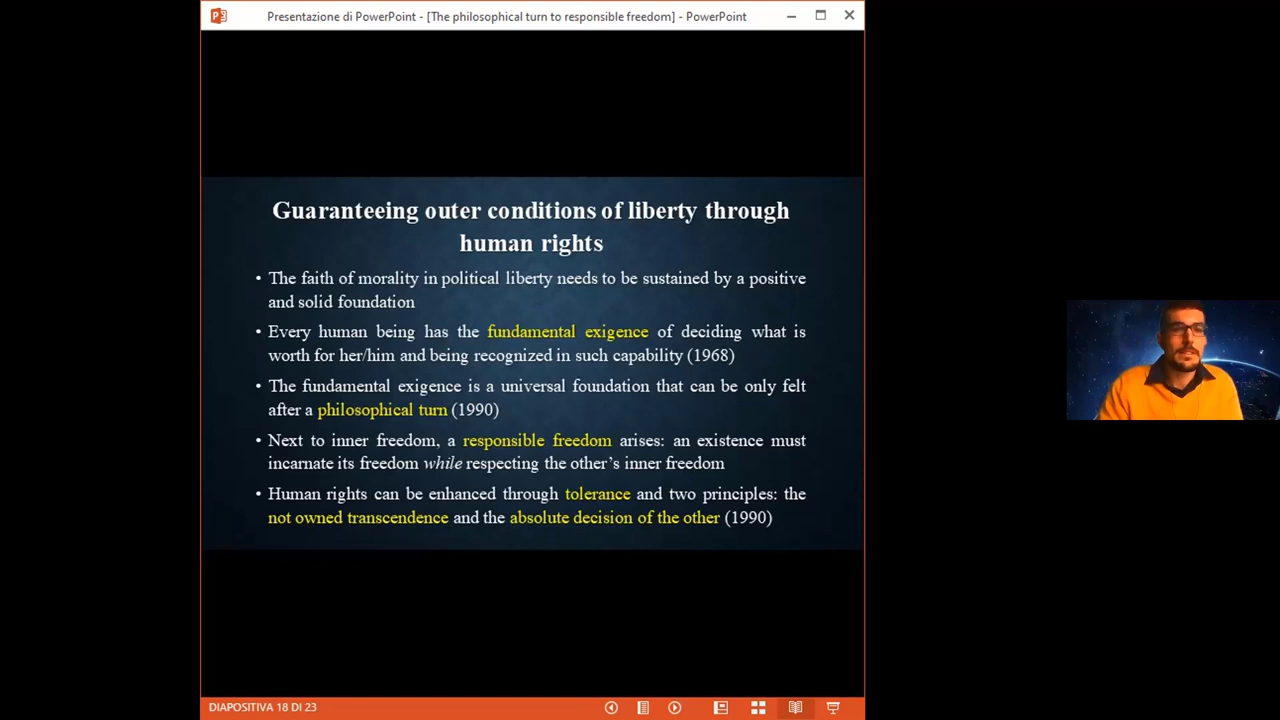 Presentazione di PowerPoint - [The philosophical turn to responsible freedom] - PowerPoint
Guaranteeing outer conditions of liberty through
human rights
• The faith of morality in political liberty needs to be sustained by a positive
and solid foundation
• Every human being has the fundamental exigence of deciding what is
worth for her/him and being recognized in such capability (1968)
• The fundamental exigence is a universal foundation that can be only felt
after a philosophical turn (1990)
• Next to inner freedom, a responsible freedom arises: an existence must
incarnate its freedom while respecting the other's inner freedom
• Human rights can be enhanced through tolerance and two principles: the
not owned transcendence and the absolute decision of the other (1990)
DIAPOSITIVA 18 DI 23